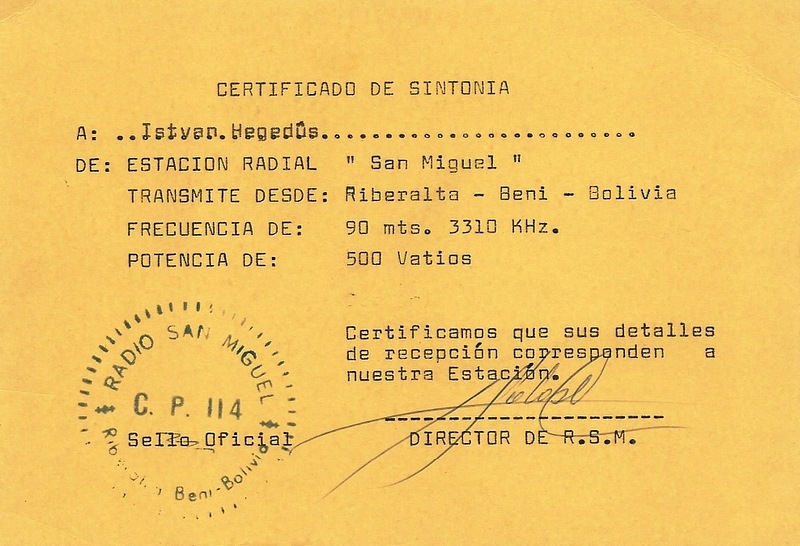 CERTIFICADO DE SINTONIA
A: ..Istvan.Hegedûs..............................
DE: ESTACION RADIAL " San Miguel "
TRANSMITE DESDE: Riberalta - Beni - Bolivia
FRECUENCIA DE: 90 mts. 3310 KHz.
POTENCIA DE: 500 Vatios
Certificamos que sus detalles
de recepción corresponden a
nuestra Estación.
RADIO SAN MIGUEL
C. P. 114
Beni-Bolivia
Sello Oficial
DIRECTOR DE R.S.M.